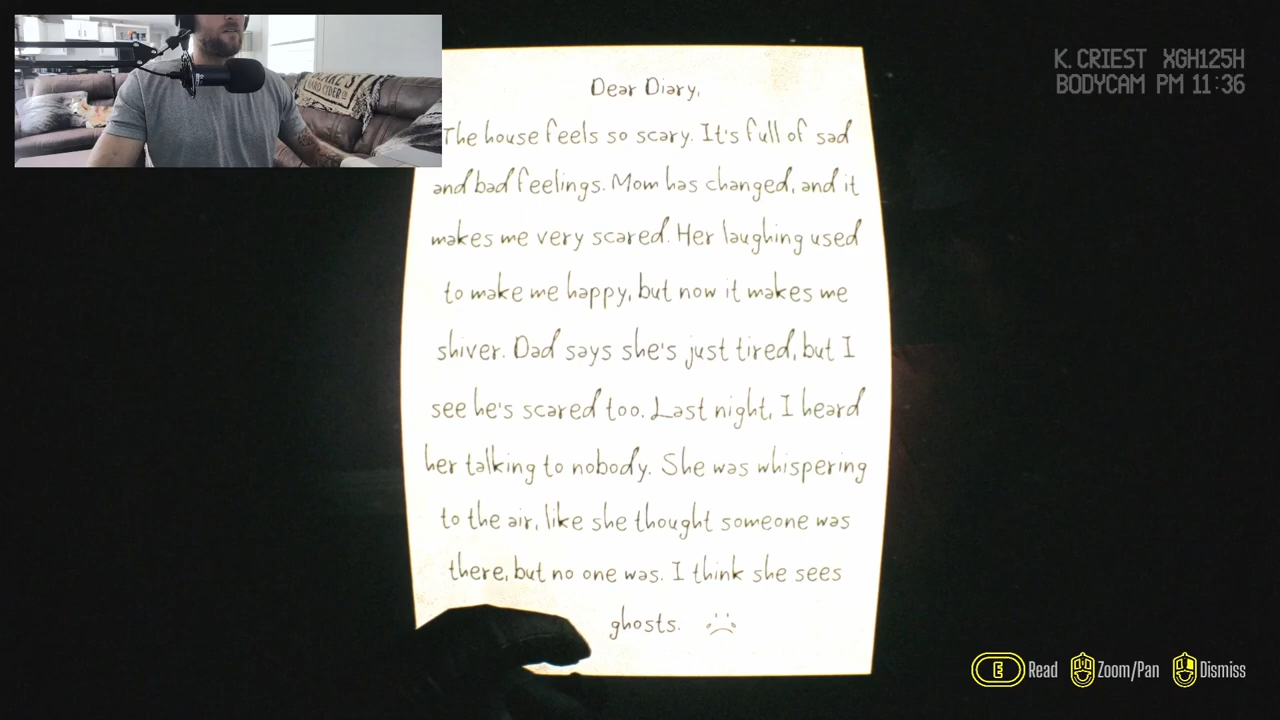 K. CRIEST XGH125H
BODYCAM PM 11:36
Dear Diary,
The house feels so scary. It's full of sad
and bad feelings. Mom has changed, and it
makes me very scared. Her laughing used
to make me happy, but now it makes me
shiver. Dad says she's just tired, but I
see he's scared too. Last night, I heard
her talking to nobody. She was whispering
to the air, like she thought someone was
there, but no one was. I think she sees
ghosts.
HARD CIDER
E Read Zoom/Pan Dismiss